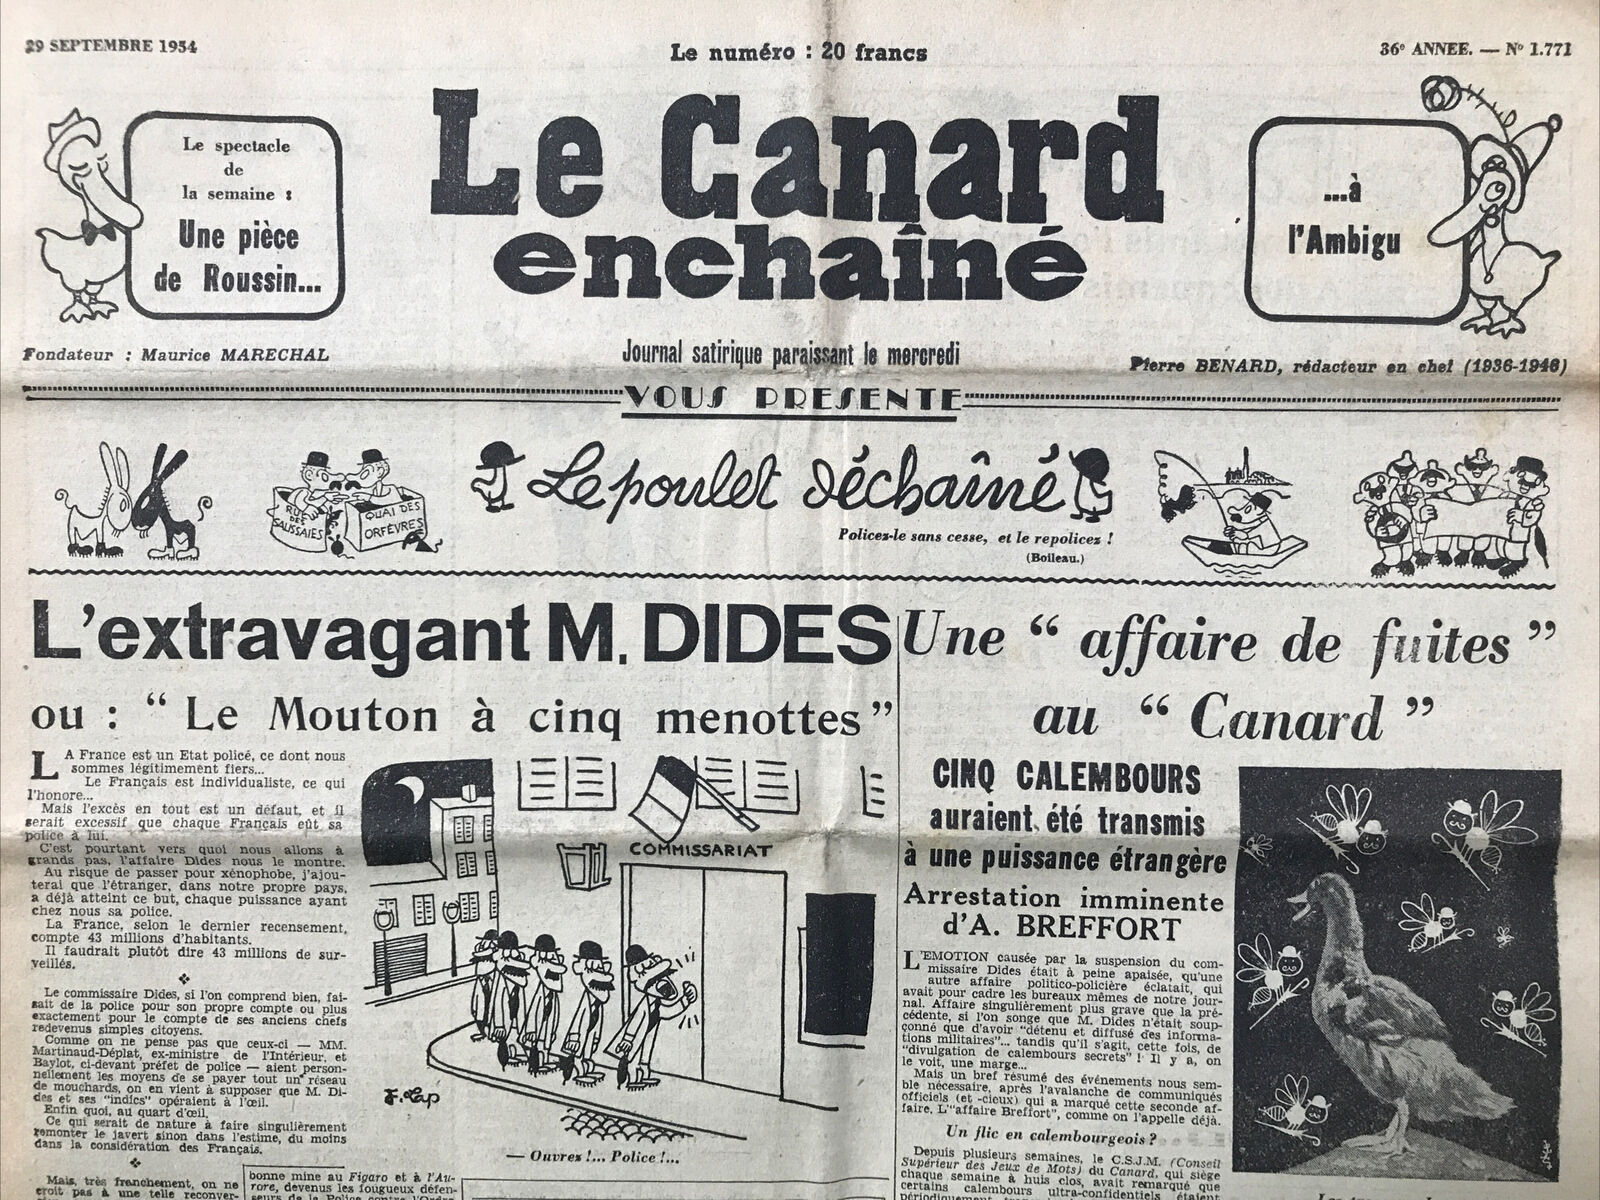 29 SEPTEMBRE 1954
Le numéro : 20 francs
36e ANNEE. — No 1.771
Le spectacle
de
la semaine :
Une pièce
de Roussin...
Le Canard
enchaîné
...à
l'Ambigu
Fondateur : Maurice MARECHAL
Journal satirique paraissant le mercredi
Pierre BENARD, rédacteur en chef (1936-1946)
VOUS PRESENTE
RUE
DES
SAUSSAIES
QUAI DES
ORFÈVRES
Le poulet déchaîné
Policez-le sans cesse, et le repolicez !
(Boileau.)
L'extravagant M. DIDES
ou : “ Le Mouton à cinq menottes ”
LA France est un Etat policé, ce dont nous
sommes légitimement fiers...
Le Français est individualiste, ce qui
l'honore...
Mais l'excès en tout est un défaut, et il
serait excessif que chaque Français eût sa
police à lui.
C'est pourtant vers quoi nous allons à
grands pas, l'affaire Dides nous le montre.
Au risque de passer pour xénophobe, j'ajou-
terai que l'étranger, dans notre propre pays,
a déjà atteint ce but, chaque puissance ayant
chez nous sa police.
La France, selon le dernier recensement,
compte 43 millions d'habitants.
Il faudrait plutôt dire 43 millions de sur-
veillés.
Le commissaire Dides, si l'on comprend bien, fai-
sait de la police pour son propre compte ou plus
exactement pour le compte de ses anciens chefs
redevenus simples citoyens.
Comme on ne pense pas que ceux-ci — MM.
Martinaud-Déplat, ex-ministre de l'Intérieur, et
Baylot, ci-devant préfet de police — aient person-
nellement les moyens de se payer tout un réseau
de mouchards, on en vient à supposer que M. Di-
des et ses "indics" opéraient à l'œil.
Enfin quoi, au quart d'œil.
Ce qui serait de nature à faire singulièrement
remonter le javert sinon dans l'estime, du moins
dans la considération des Français.
Mais, très franchement, on ne
croit pas à une telle reconver-
bonne mine au Figaro et à l'Au-
rore, devenus les fougueux défen-
seurs de la Police contre l'Ordre
COMMISSARIAT
F. Lap
— Ouvrez !... Police !...
Une “ affaire de fuites ”
au “ Canard ”
CINQ CALEMBOURS
auraient été transmis
à une puissance étrangère
Arrestation imminente
d'A. BREFFORT
L'EMOTION causée par la suspension du com-
missaire Dides était à peine apaisée, qu'une
autre affaire politico-policière éclatait, qui
avait pour cadre les bureaux mêmes de notre jour-
nal. Affaire singulièrement plus grave que la pré-
cédente, si l'on songe que M. Dides n'était soup-
çonné que d'avoir "détenu et diffusé des informa-
tions militaires"... tandis qu'il s'agit, cette fois, de
"divulgation de calembours secrets" ! Il y a, on
le voit, une marge...
Mais un bref résumé des événements nous sem-
ble nécessaire, après l'avalanche de communiqués
officiels (et -cieux) qui a marqué cette seconde af-
faire. L'"affaire Breffort", comme on l'appelle déjà.
Un flic en calembourgeois ?
Depuis plusieurs semaines, le C.S.J.M. (Conseil
Supérieur des Jeux de Mots) du Canard, qui siège
chaque semaine à huis clos, avait remarqué que
certains calembours ultra-confidentiels étaient